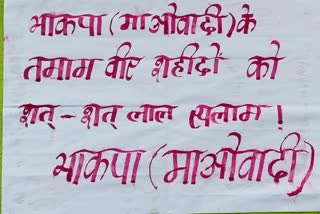 भाकपा (माओवादी) के
तमाम वीर शहीदों को
शत् - शत् लाल सलाम !
भाकपा (माओवादी)